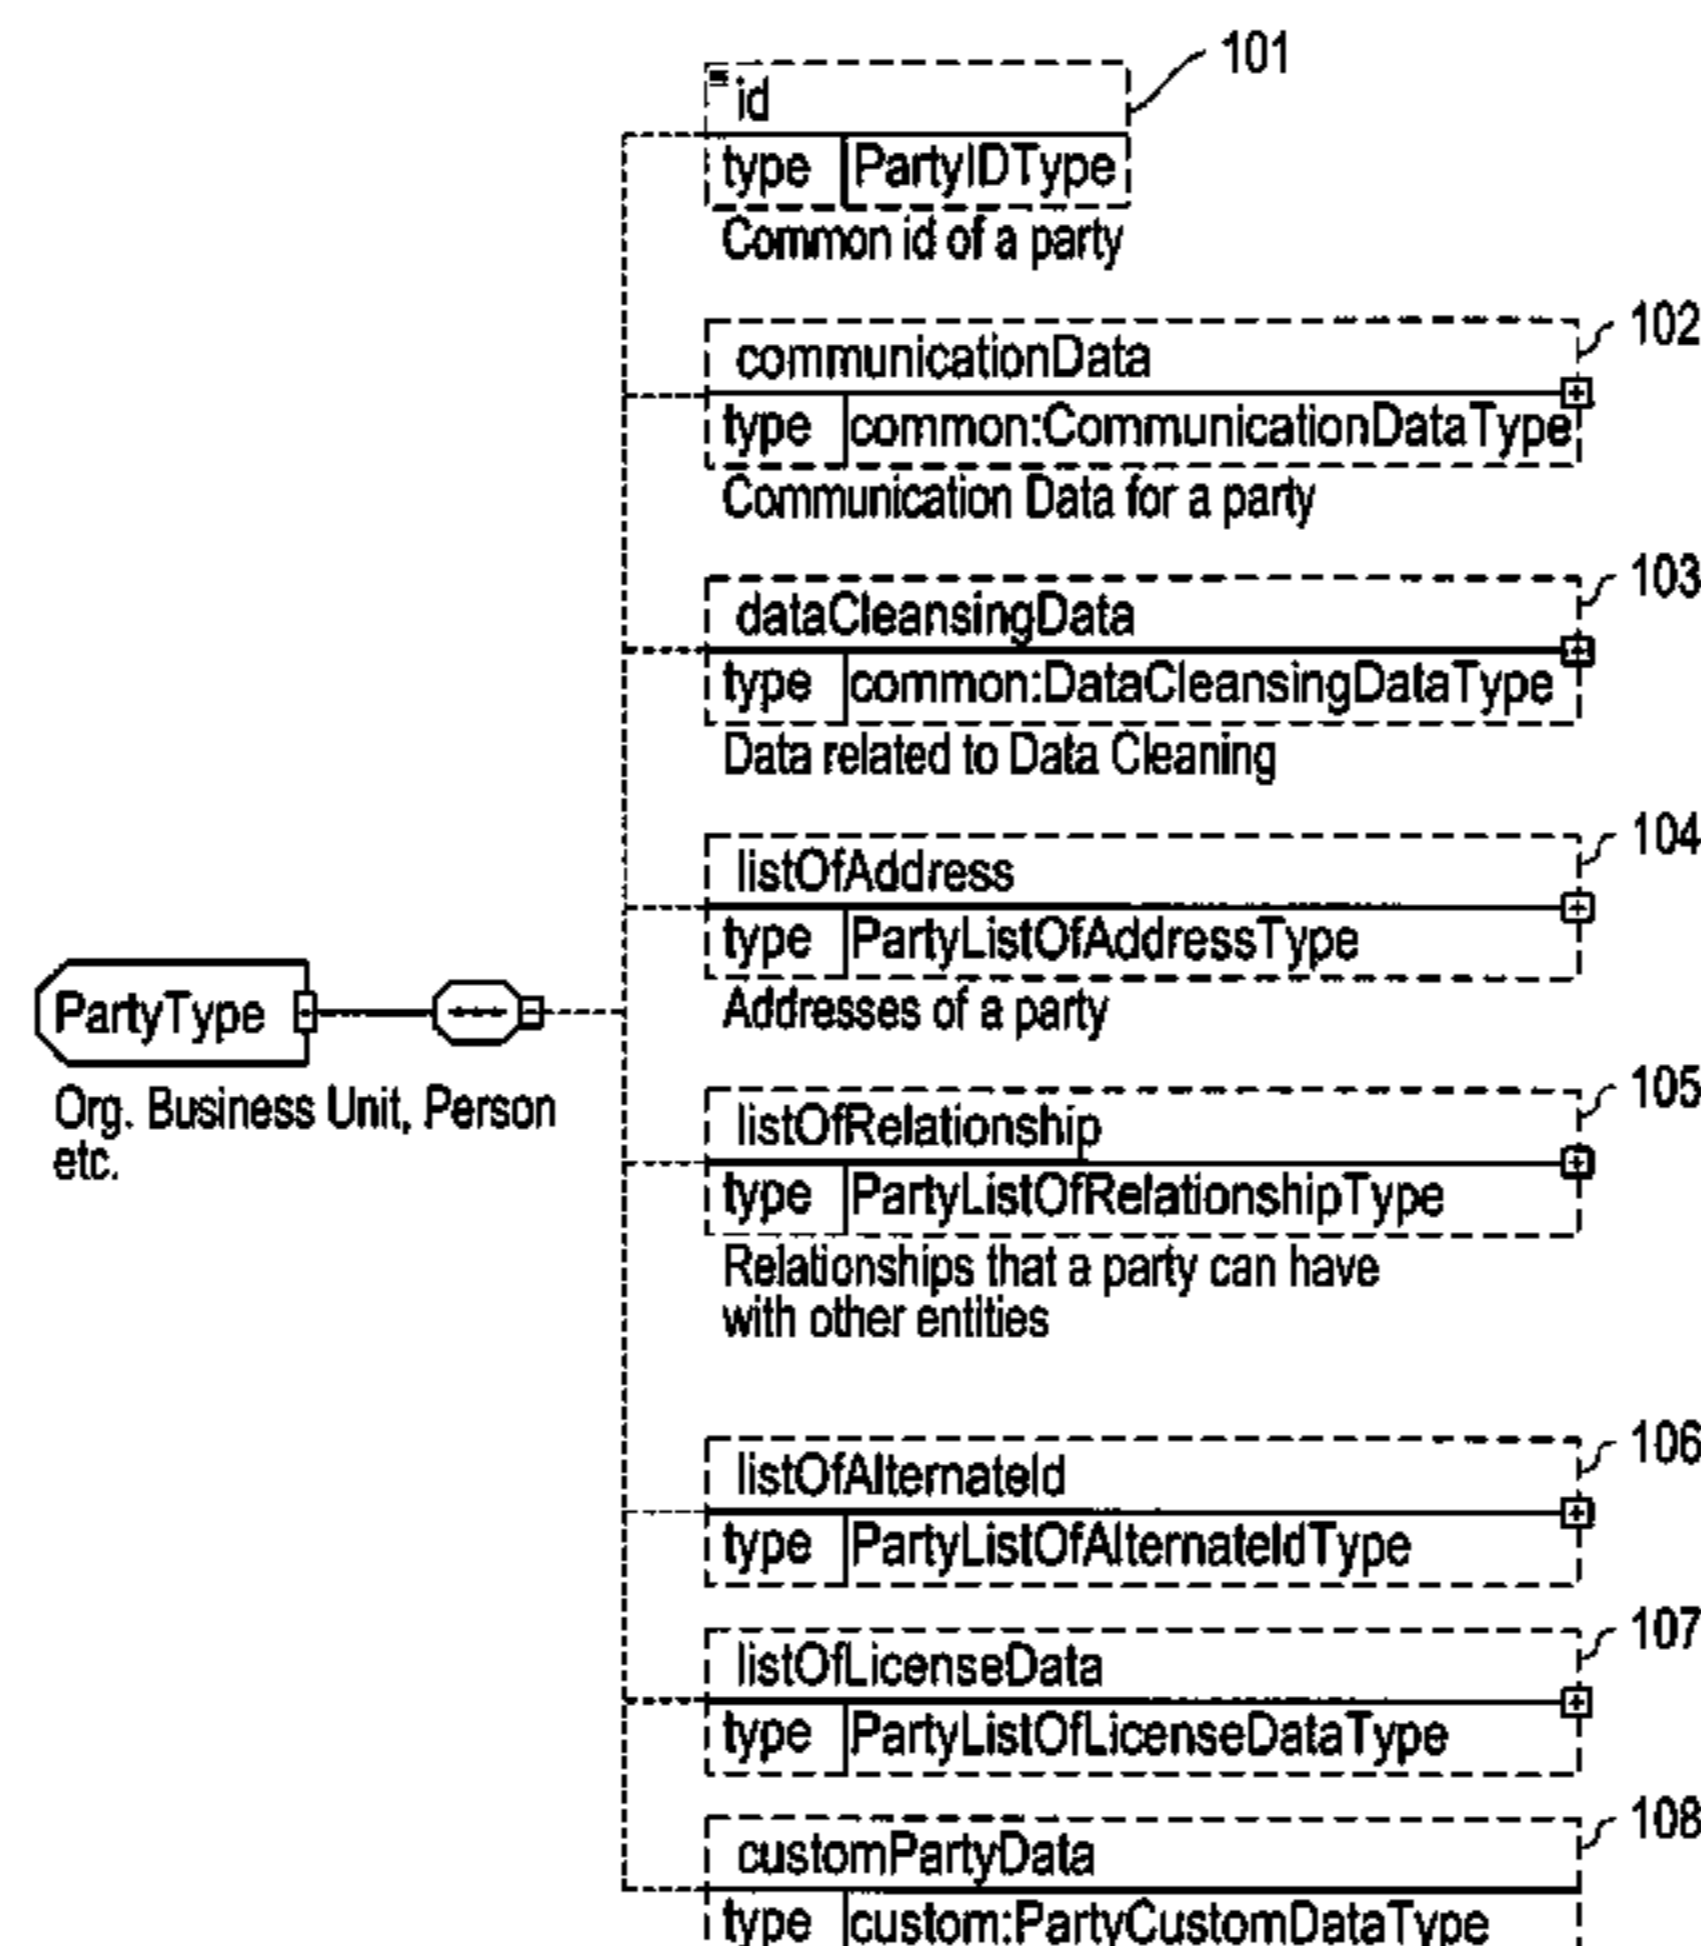 101
id
type PartyIDType
Common id of a party
102
communicationData
type common:CommunicationDataType
Communication Data for a party
103
dataCleansingData
type common:DataCleansingDataType
Data related to Data Cleaning
104
listOfAddress
type PartyListOfAddressType
Addresses of a party
PartyType
Org. Business Unit, Person
etc.
105
listOfRelationship
type PartyListOfRelationshipType
Relationships that a party can have
with other entities
106
listOfAlternateId
type PartyListOfAlternateIdType
107
listOfLicenseData
type PartyListOfLicenseDataType
108
customPartyData
type custom:PartyCustomDataType